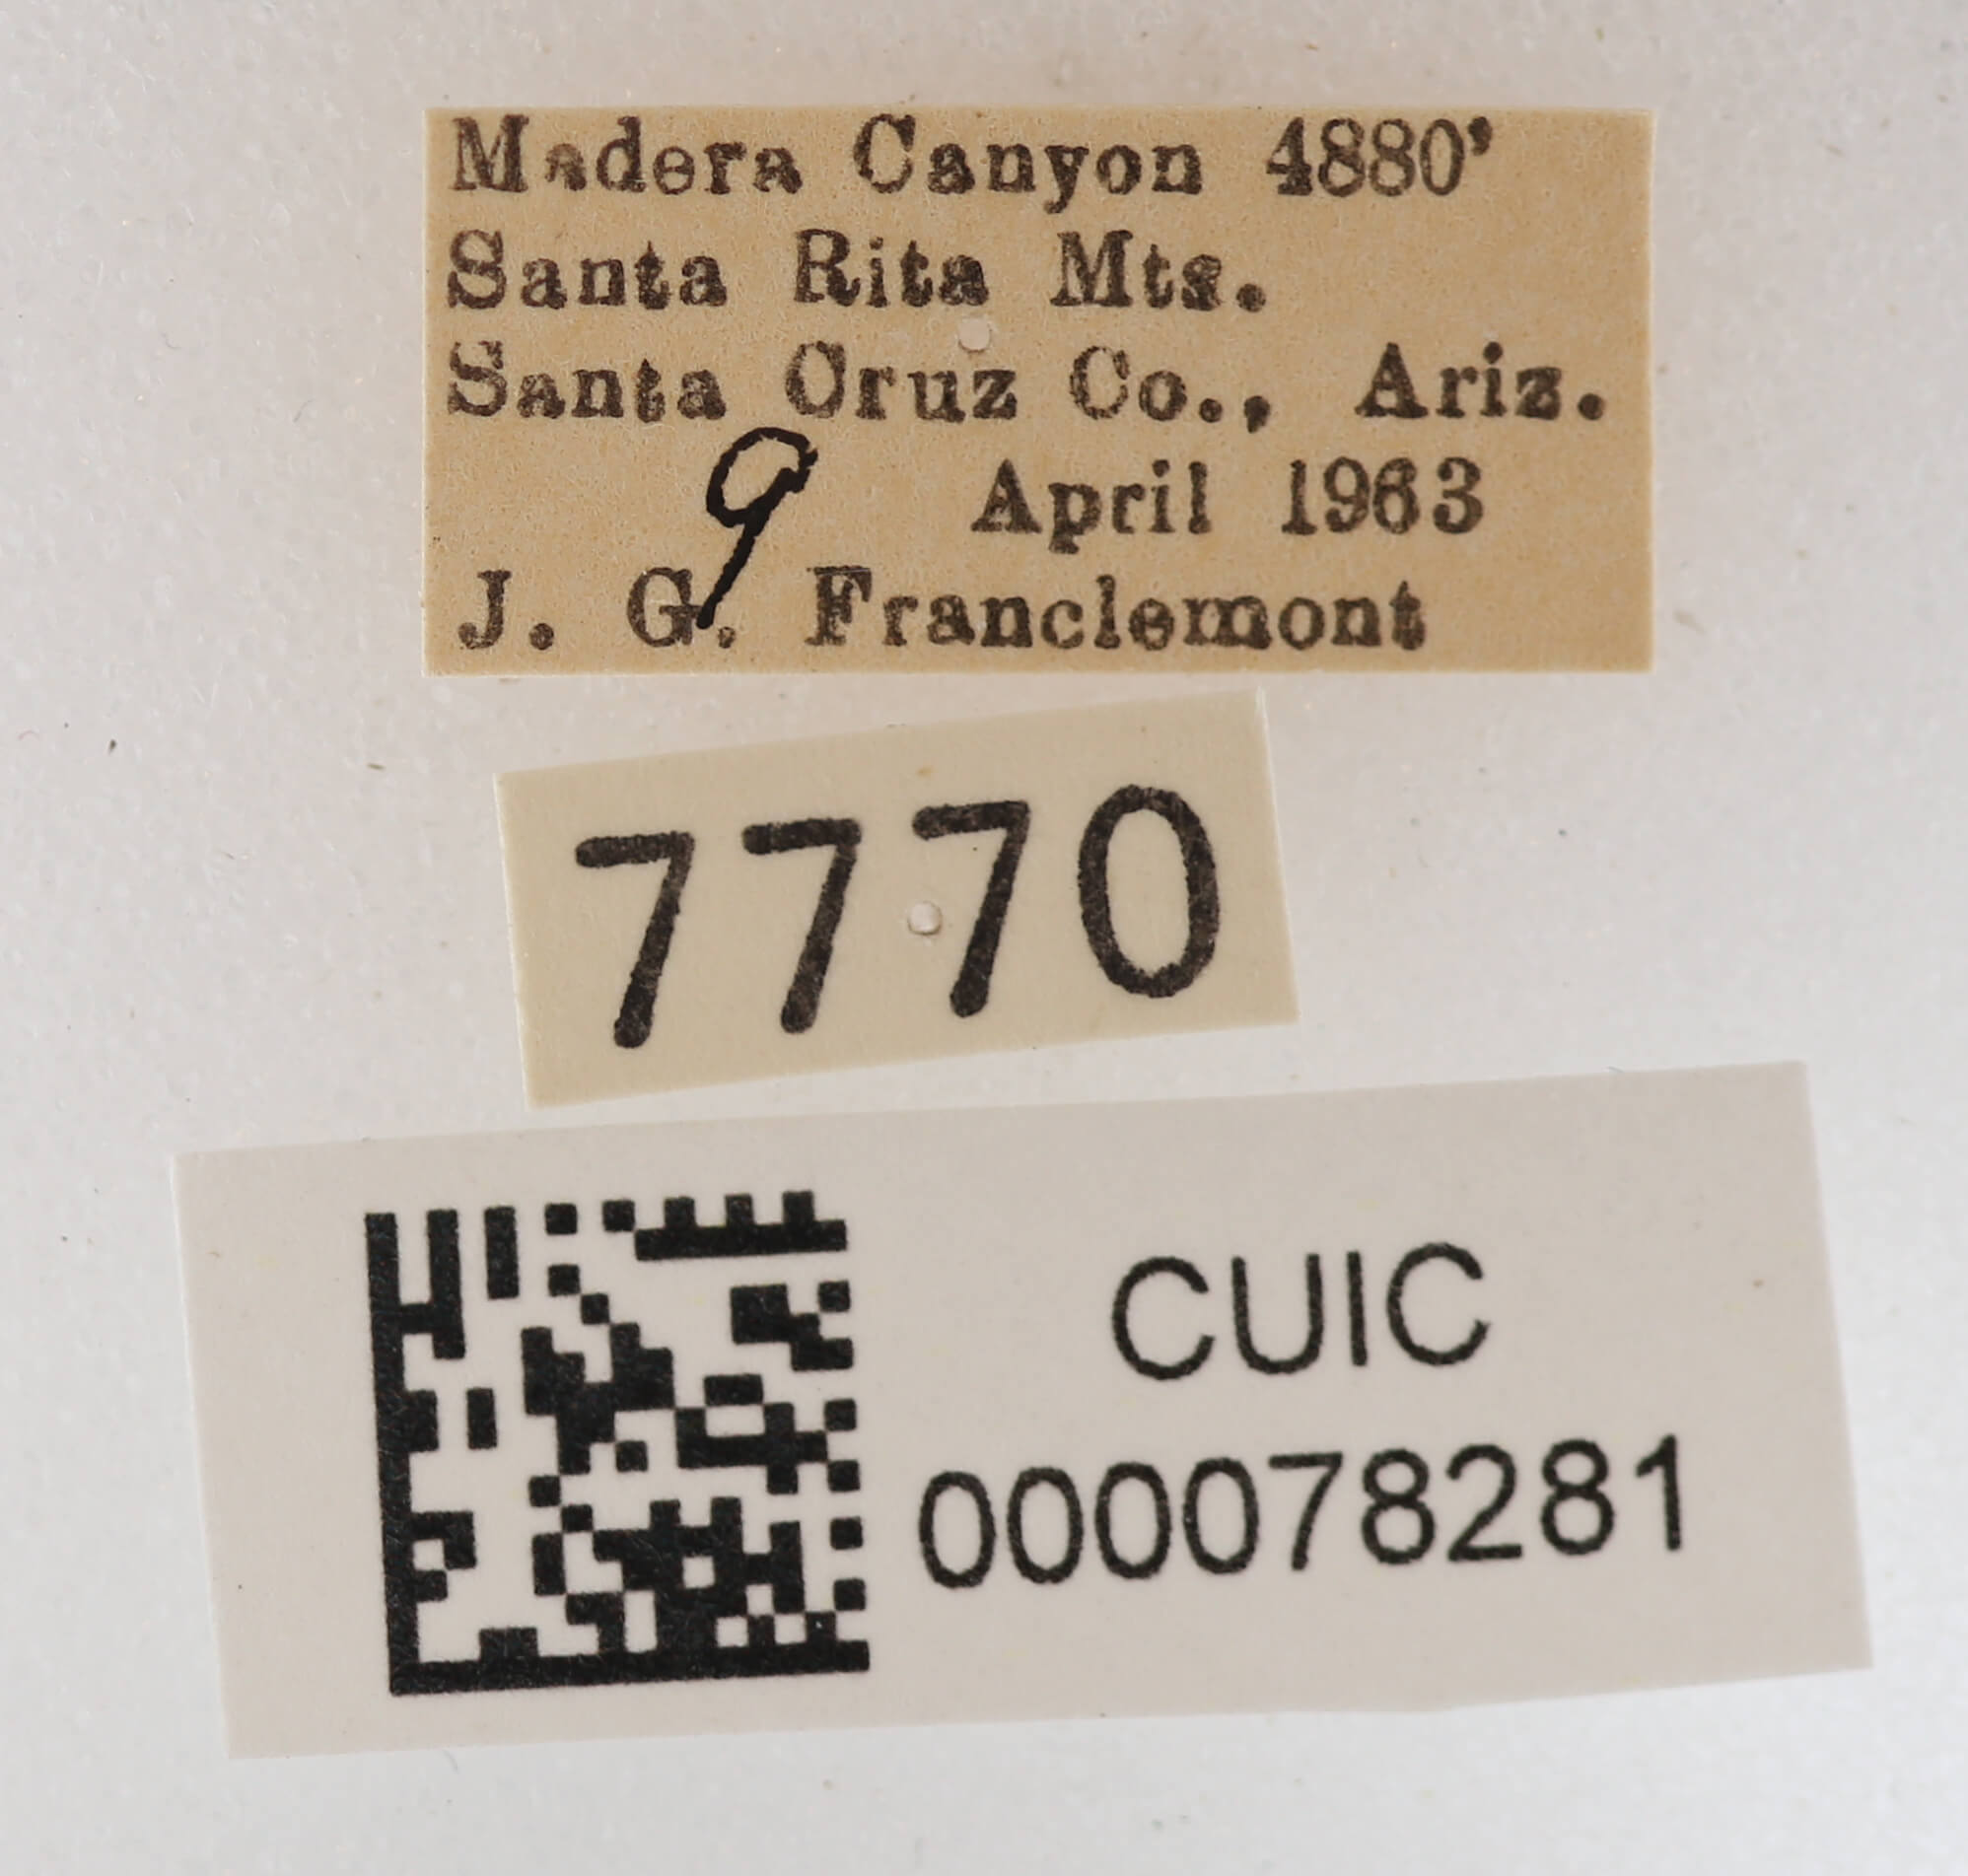 Madera Canyon 4880'
Santa Rita Mts.
Santa Cruz Co., Ariz.
9 April 1963
J. G. Franclemont
7770
CUIC
000078281